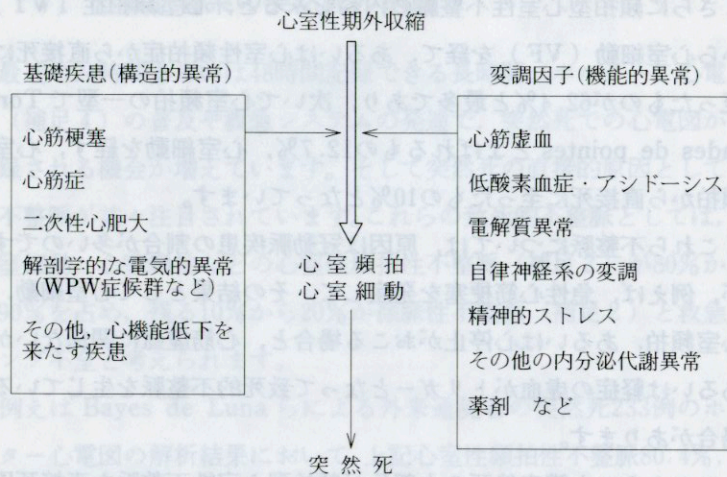 心室性期外収縮
基礎疾患(構造的異常)
心筋梗塞
心筋症
二次性心肥大
解剖学的な電気的異常
(WPW症候群など)
その他，心機能低下を
来たす疾患
変調因子(機能的異常)
心筋虚血
低酸素血症・アシドーシス
電解質異常
自律神経系の変調
精神的ストレス
その他の内分泌代謝異常
薬剤　など
心室頻拍
心室細動
突然死